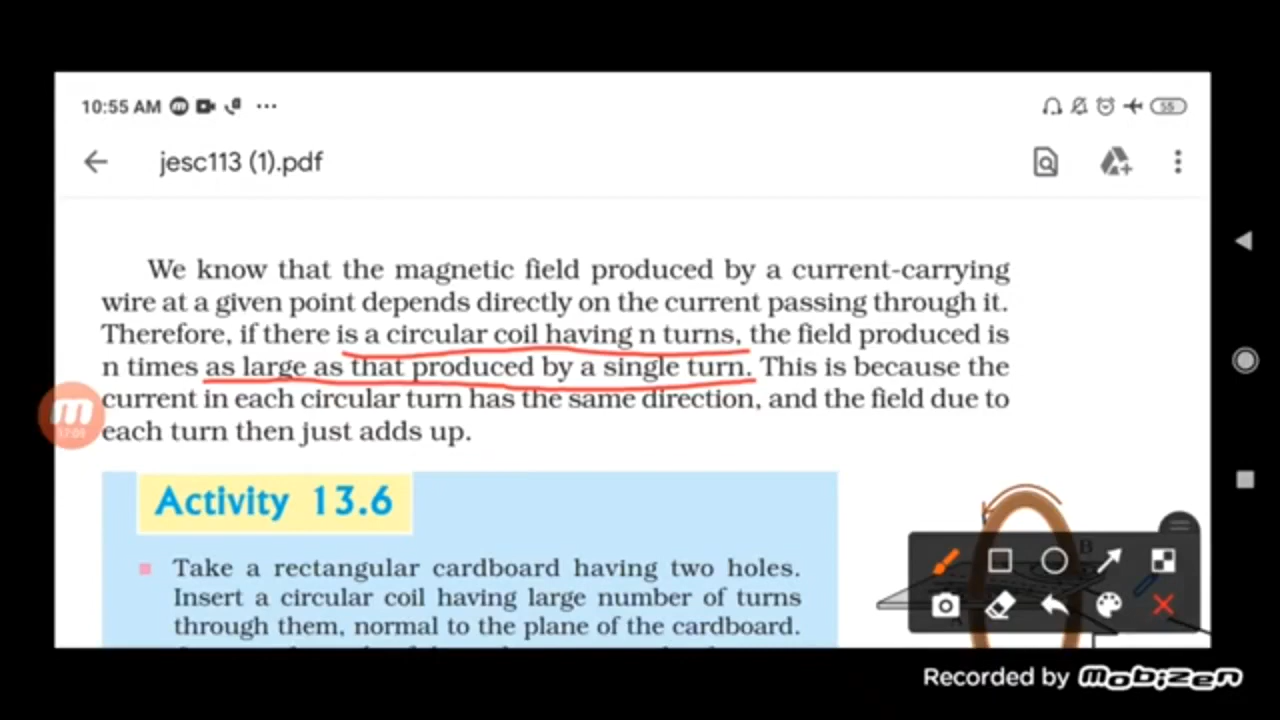 10:55 AM
55
jesc113 (1).pdf
We know that the magnetic field produced by a current-carrying
wire at a given point depends directly on the current passing through it.
Therefore, if there is a circular coil having n turns, the field produced is
n times as large as that produced by a single turn. This is because the
current in each circular turn has the same direction, and the field due to
each turn then just adds up.
Activity 13.6
Take a rectangular cardboard having two holes.
Insert a circular coil having large number of turns
through them, normal to the plane of the cardboard.
B
Recorded by mobizen